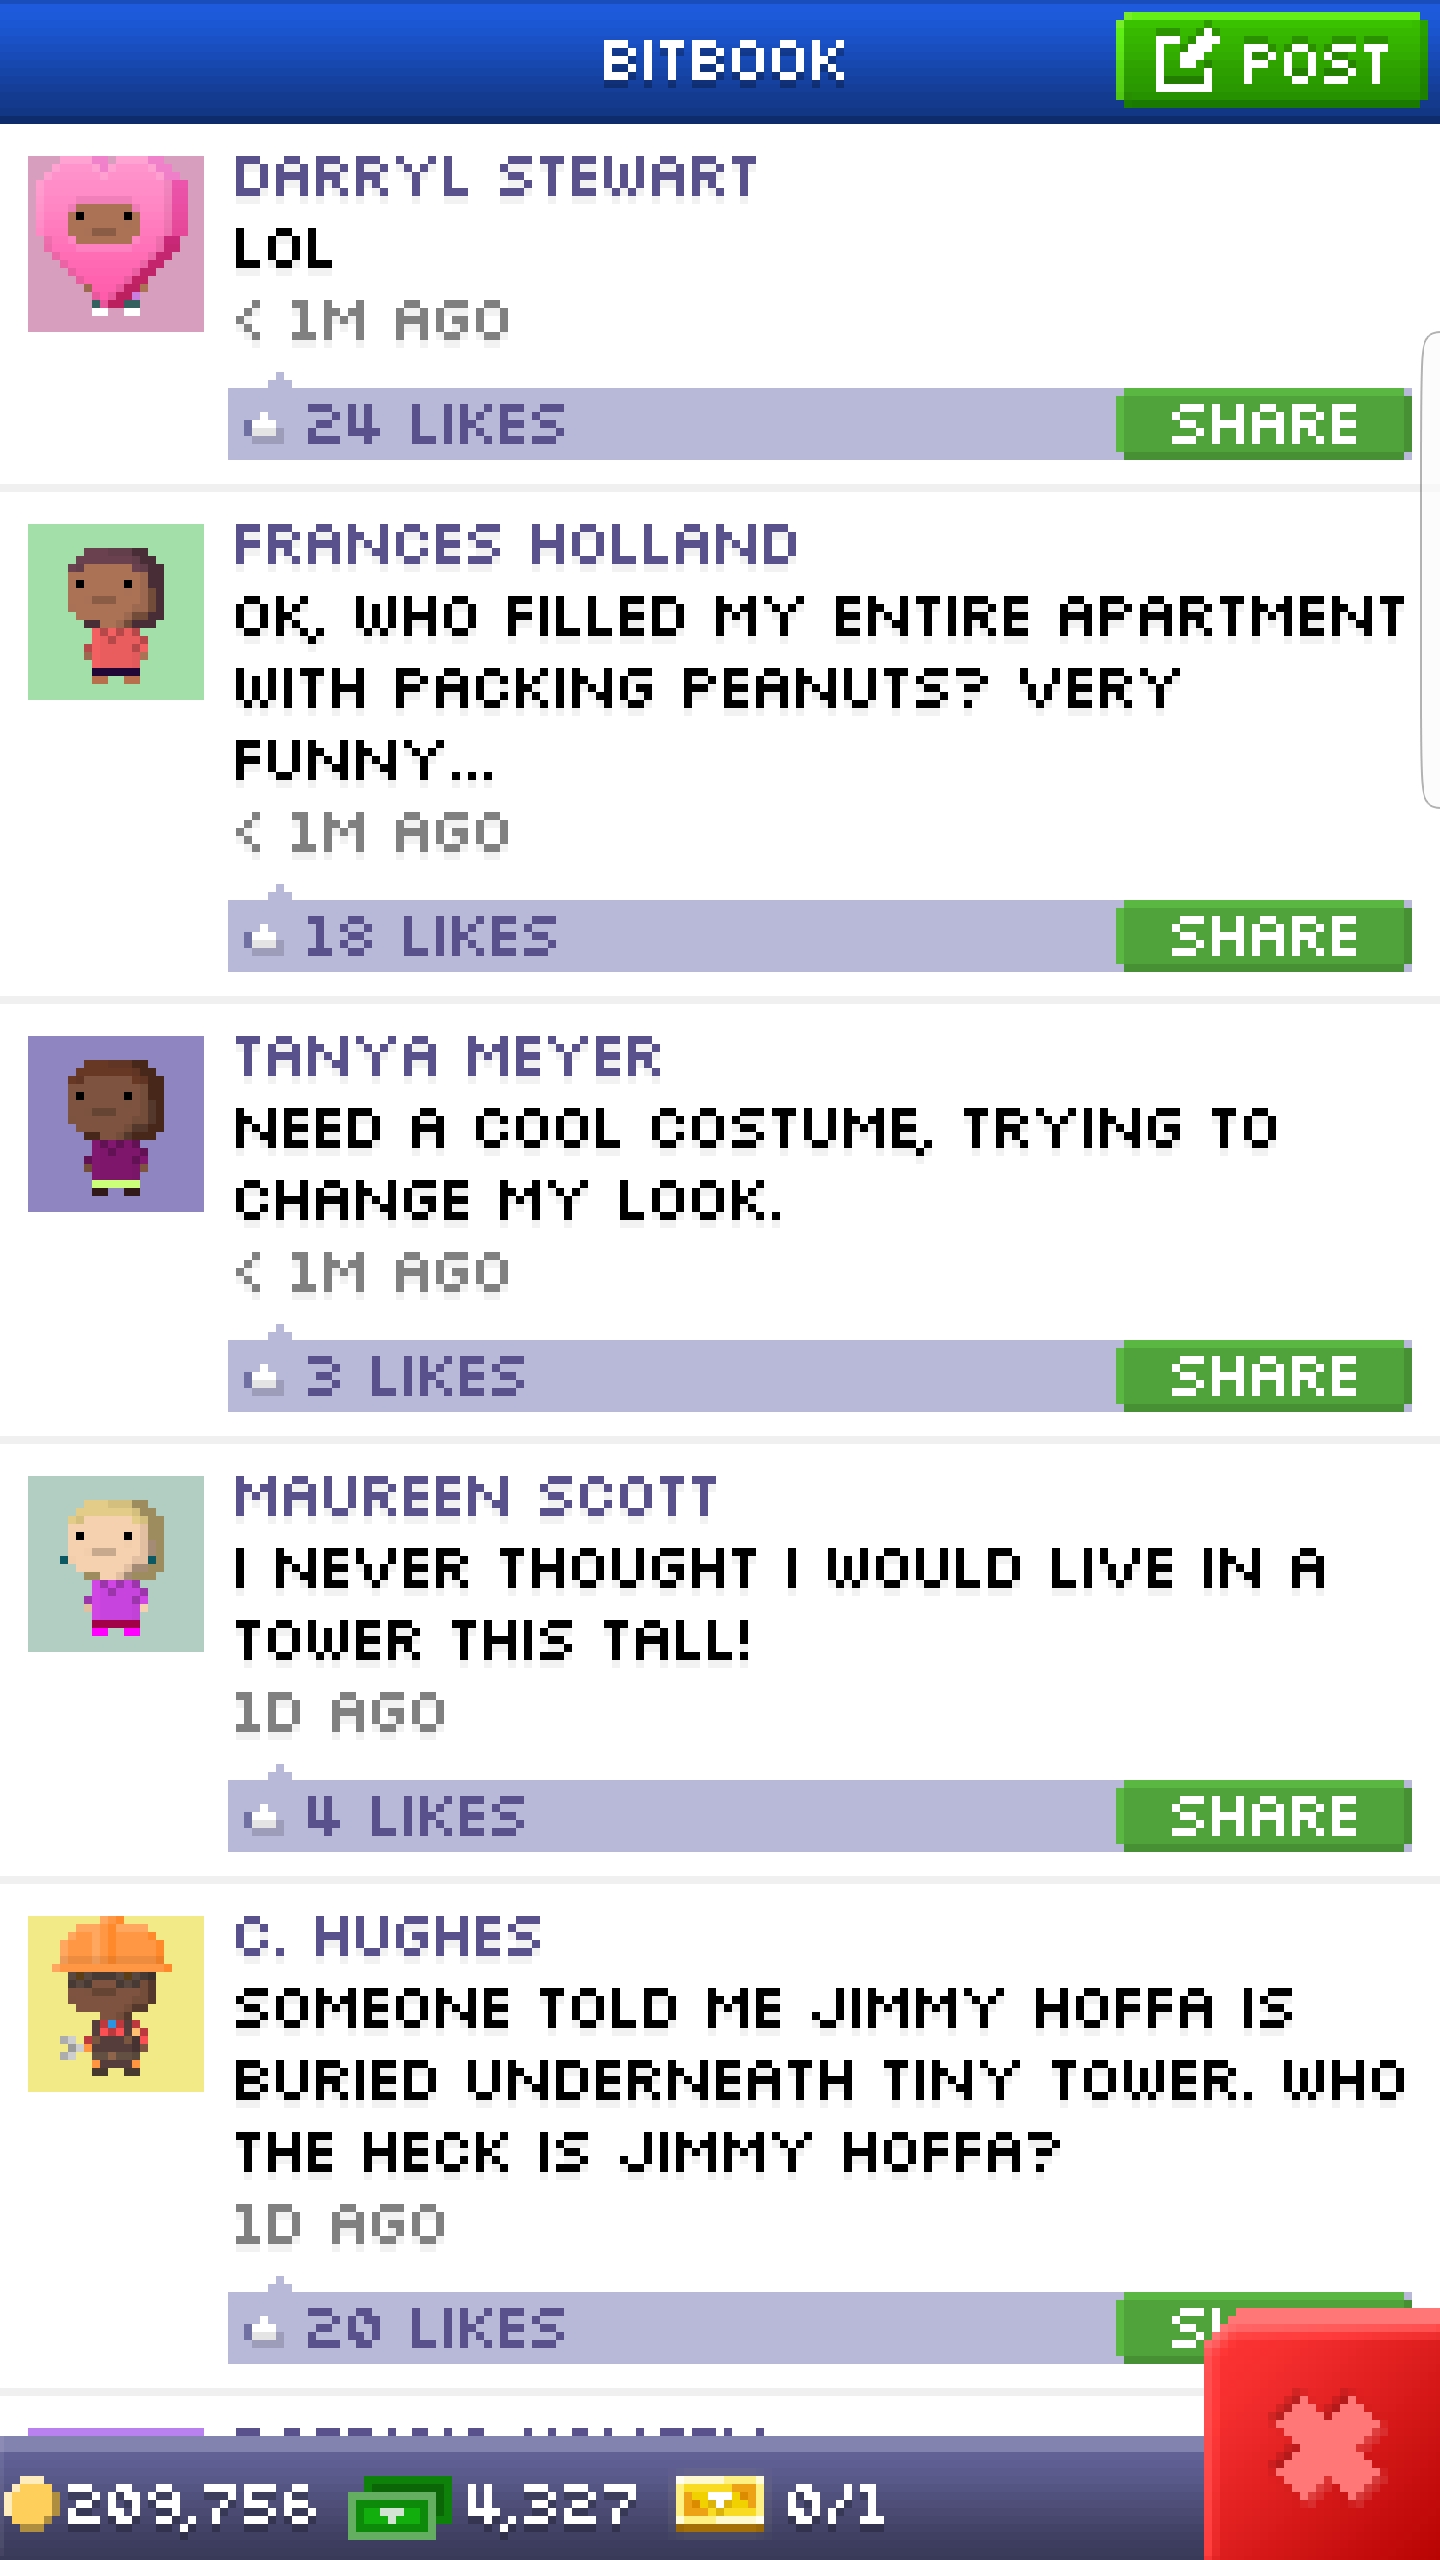 BITBOOK
POST
DARRYL STEWART
LOL
< 1M AGO
24 LIKES
SHARE
FRANCES HOLLAND
OK, WHO FILLED MY ENTIRE APARTMENT
WITH PACKING PEANUTS? VERY
FUNNY...
< 1M AGO
18 LIKES
SHARE
TANYA MEYER
NEED A COOL COSTUME, TRYING TO
CHANGE MY LOOK.
< 1M AGO
3 LIKES
SHARE
MAUREEN SCOTT
I NEVER THOUGHT I WOULD LIVE IN A
TOWER THIS TALL!
1D AGO
4 LIKES
SHARE
C. HUGHES
SOMEONE TOLD ME JIMMY HOFFA IS
BURIED UNDERNEATH TINY TOWER. WHO
THE HECK IS JIMMY HOFFA?
1D AGO
20 LIKES
209,756
4,327
0/1